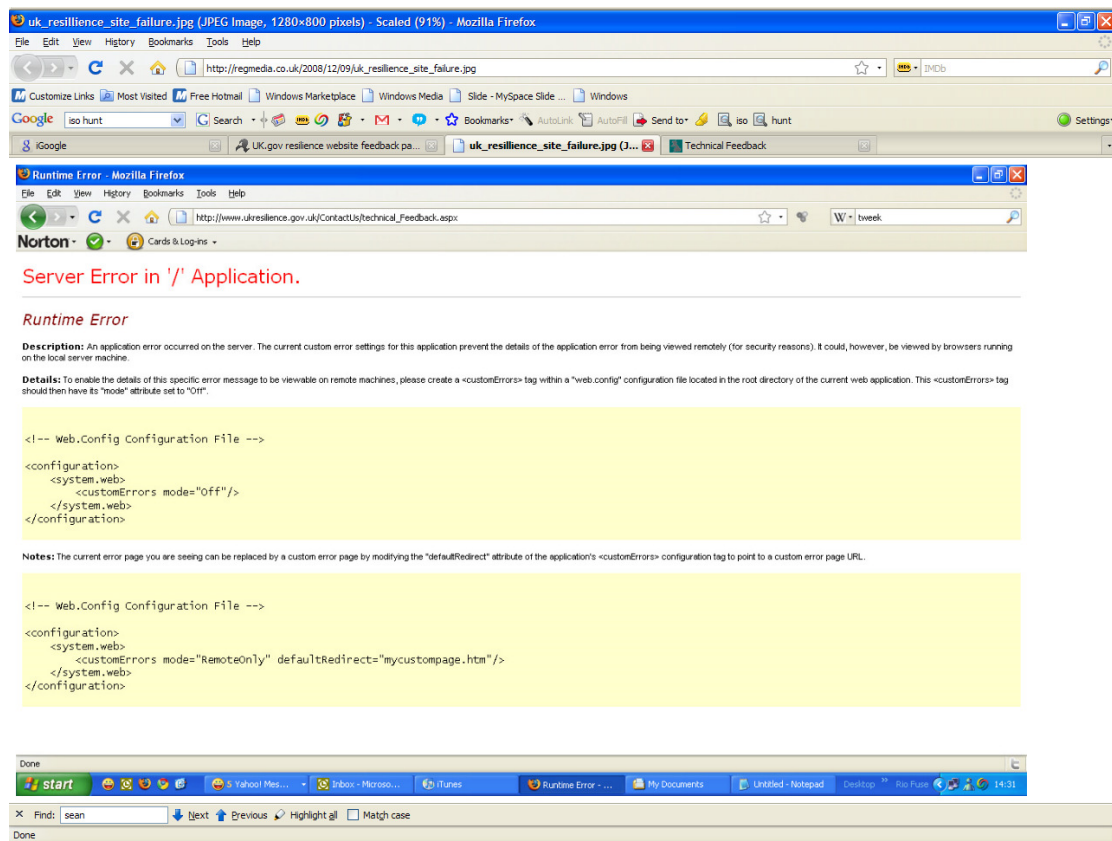 uk_resillience_site_failure.jpg (JPEG Image, 1280×800 pixels) - Scaled (91%) - Mozilla Firefox
File Edit View History Bookmarks Tools Help
http://regmedia.co.uk/2008/12/09/uk_resillience_site_failure.jpg IMDb
Customize Links Most Visited Free Hotmail Windows Marketplace Windows Media Slide - MySpace Slide ... Windows
Google iso hunt Search Bookmarks AutoLink AutoFill Send to iso hunt Settings
iGoogle UK.gov resilience website feedback pa... uk_resillience_site_failure.jpg (J... Technical Feedback
Runtime Error - Mozilla Firefox
File Edit View History Bookmarks Tools Help
http://www.ukresilience.gov.uk/ContactUs/technical_Feedback.aspx W tweek
Norton Cards & Log-ins
Server Error in '/' Application.
Runtime Error
Description: An application error occurred on the server. The current custom error settings for this application prevent the details of the application error from being viewed remotely (for security reasons). It could, however, be viewed by browsers running
on the local server machine.
Details: To enable the details of this specific error message to be viewable on remote machines, please create a <customErrors> tag within a "web.config" configuration file located in the root directory of the current web application. This <customErrors> tag
should then have its "mode" attribute set to "Off".
<!-- Web.Config Configuration File -->
<configuration>
<system.web>
<customErrors mode="Off"/>
</system.web>
</configuration>
Notes: The current error page you are seeing can be replaced by a custom error page by modifying the "defaultRedirect" attribute of the application's <customErrors> configuration tag to point to a custom error page URL.
<!-- Web.Config Configuration File -->
<configuration>
<system.web>
<customErrors mode="RemoteOnly" defaultRedirect="mycustompage.htm"/>
</system.web>
</configuration>
Done
start 5 Yahoo! Mes... Inbox - Microso... iTunes Runtime Error - ... My Documents Untitled - Notepad Desktop Rio Fuse 14:31
Find: sean Next Previous Highlight all Match case
Done